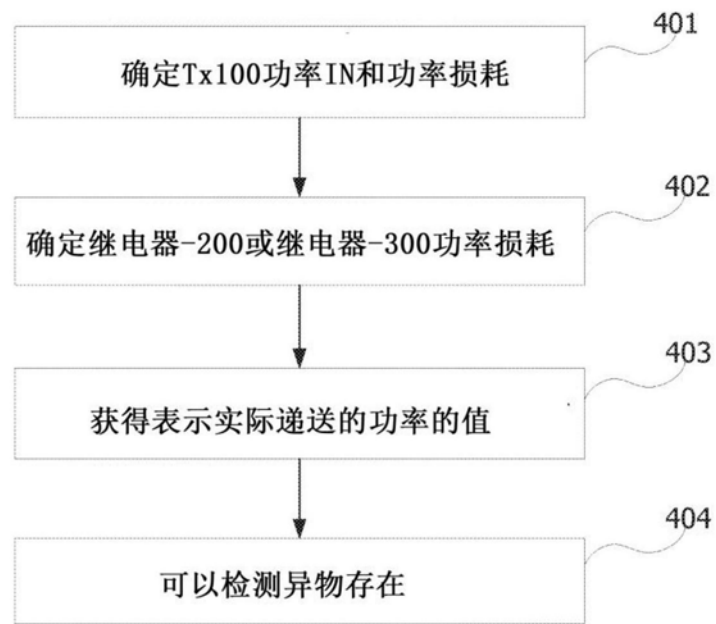 401
确定Tx100功率IN和功率损耗
402
确定继电器-200或继电器-300功率损耗
403
获得表示实际递送的功率的值
404
可以检测异物存在